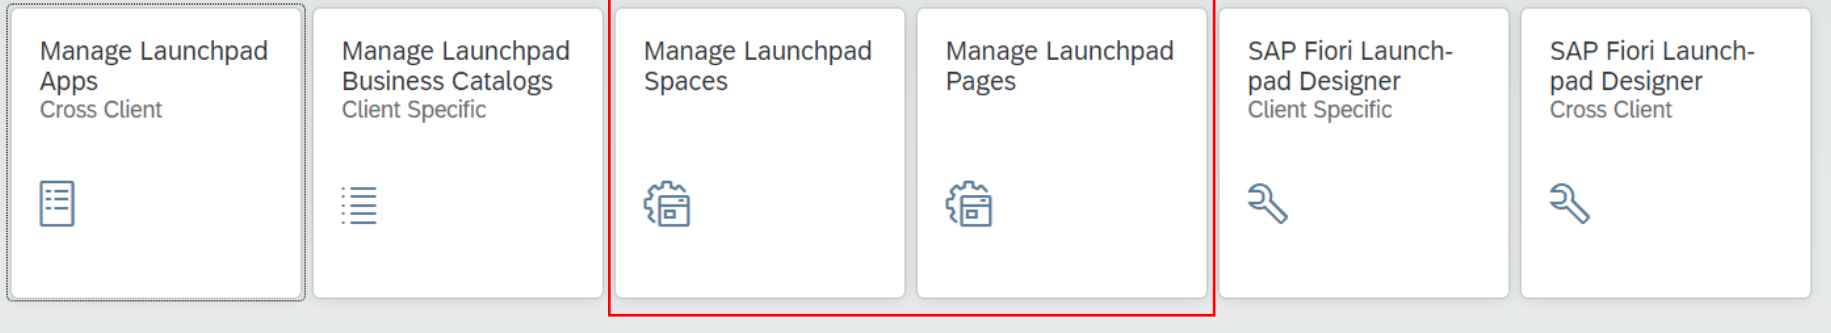 Manage Launchpad
Apps
Cross Client
Manage Launchpad
Business Catalogs
Client Specific
Manage Launchpad
Spaces
Manage Launchpad
Pages
SAP Fiori Launch-
pad Designer
Client Specific
SAP Fiori Launch-
pad Designer
Cross Client